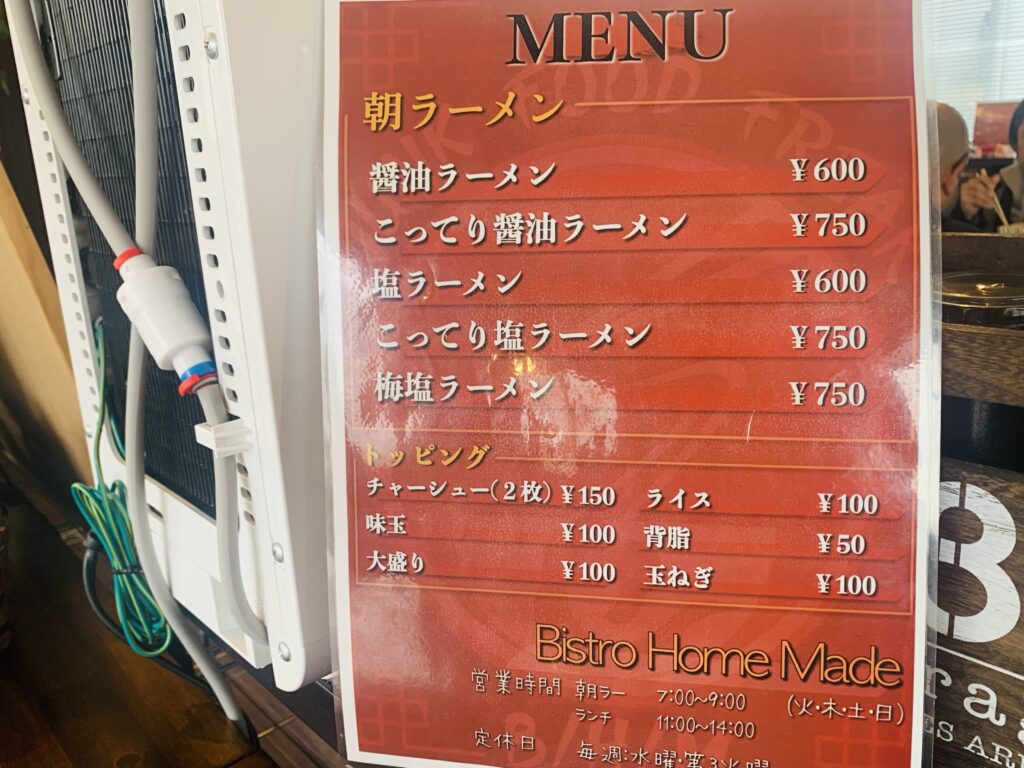 MENU
朝ラーメン
醤油ラーメン ¥600
こってり醤油ラーメン ¥750
塩ラーメン ¥600
こってり塩ラーメン ¥750
梅塩ラーメン ¥750
トッピング
チャーシュー(2枚) ¥150 ライス ¥100
味玉 ¥100 背脂 ¥50
大盛り ¥100 玉ねぎ ¥100
Bistro Home Made
営業時間 朝ラー 7:00~9:00 (火・木・土・日)
ランチ 11:00~14:00
定休日 毎週:水曜・第3火曜